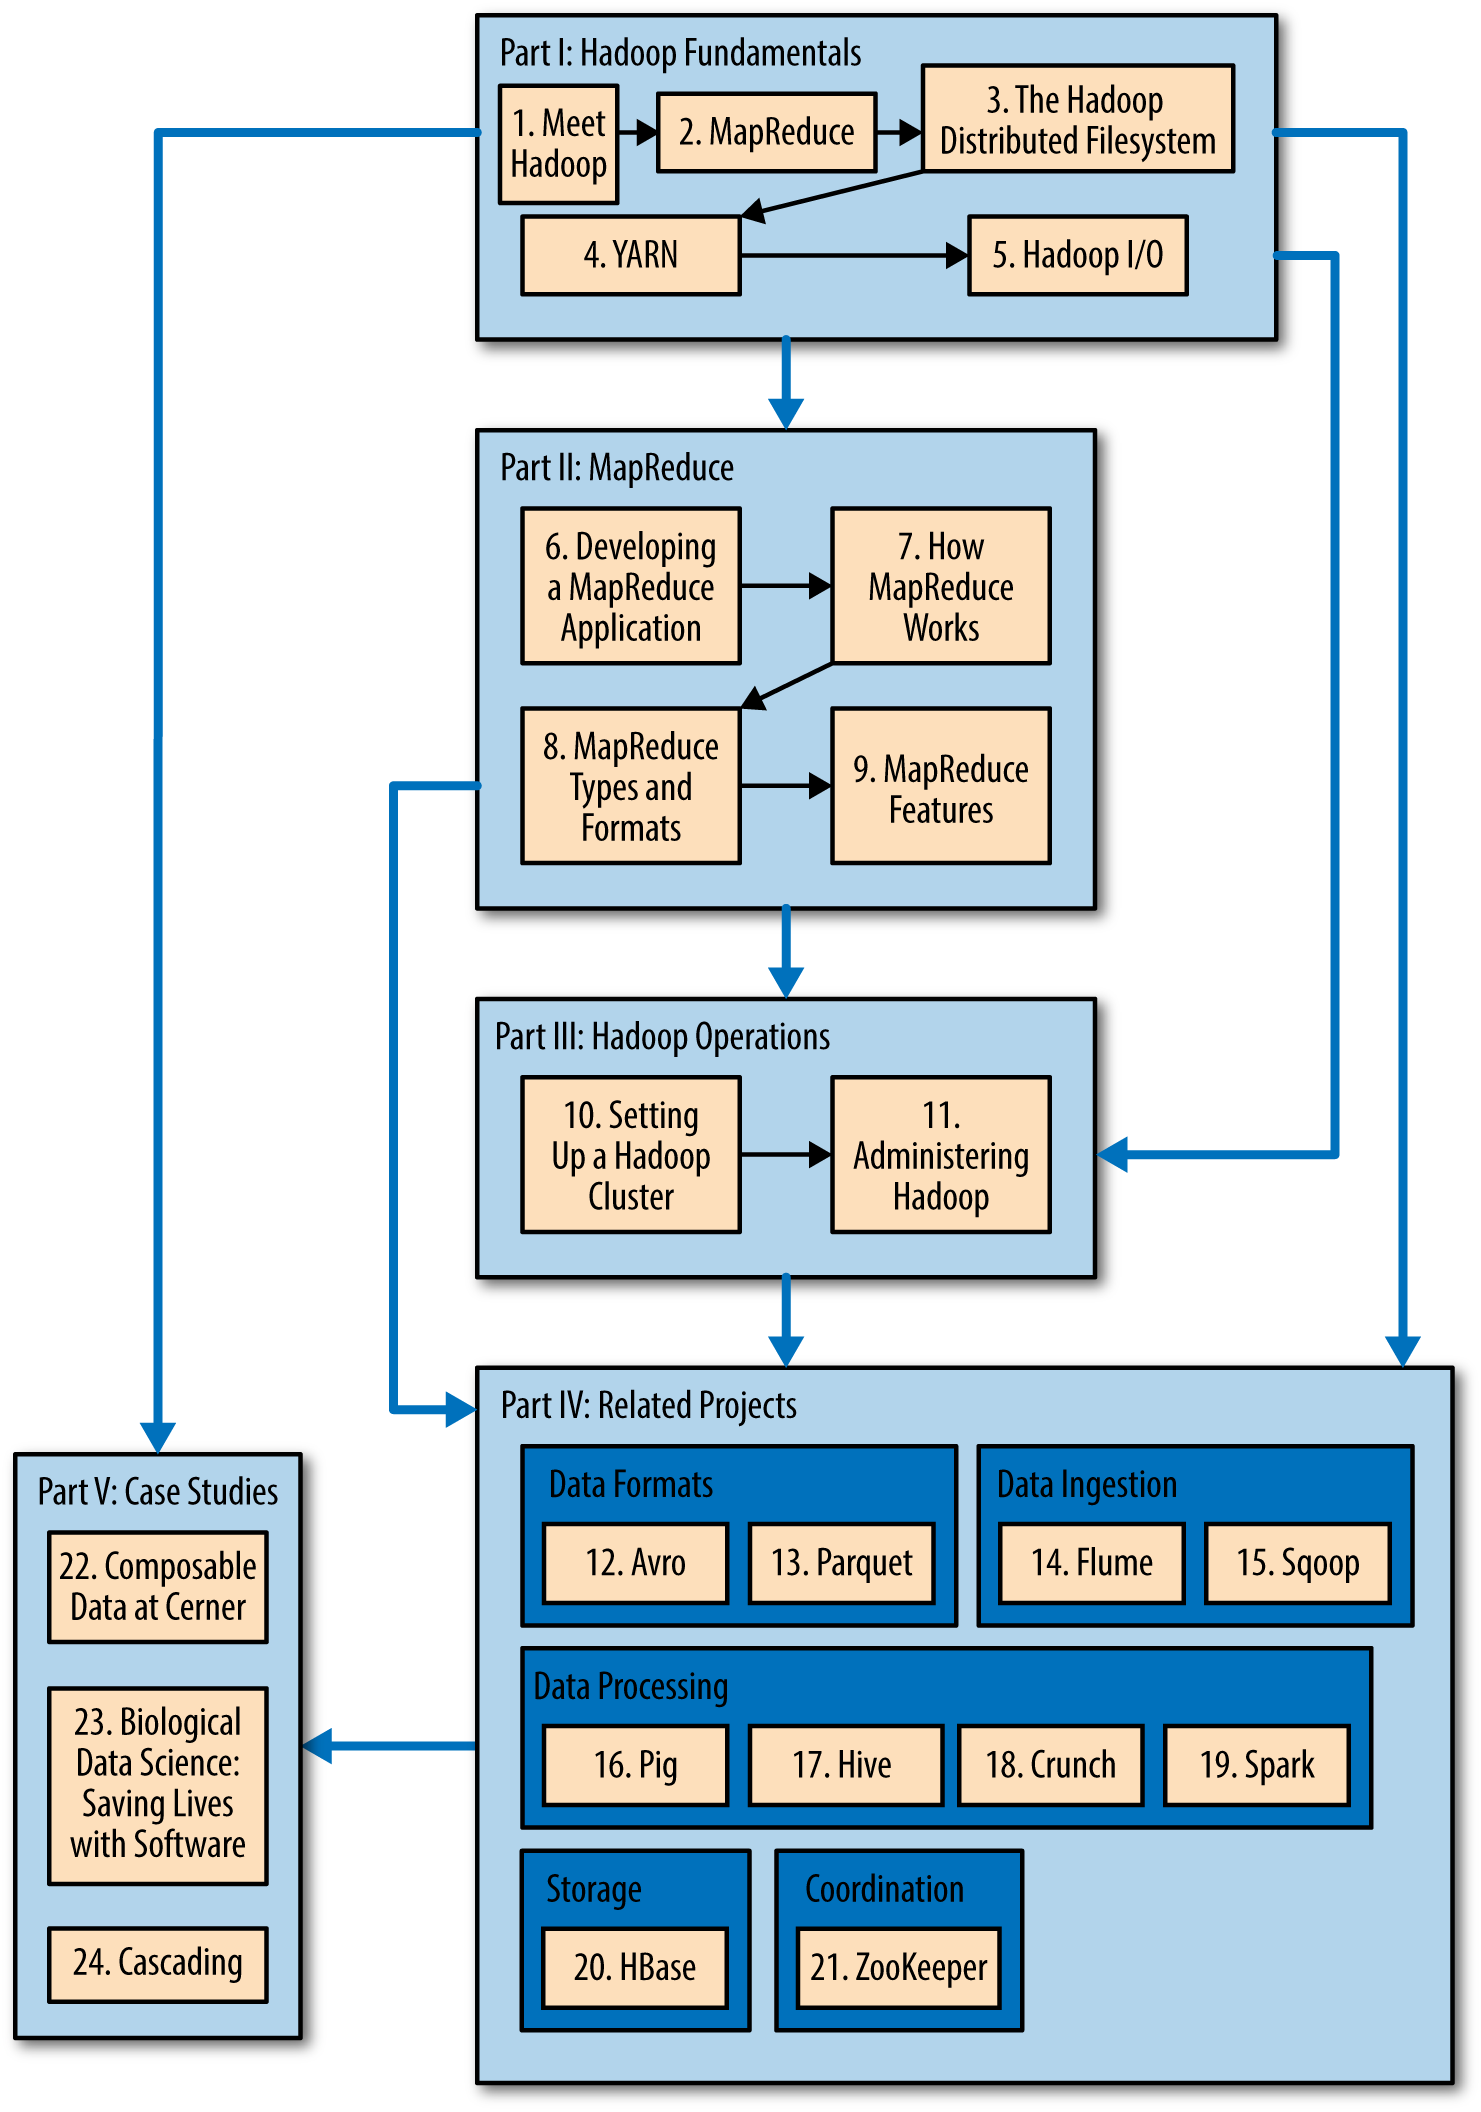 Part I: Hadoop Fundamentals
1. Meet
Hadoop
2. MapReduce
3. The Hadoop
Distributed Filesystem
4. YARN
5. Hadoop I/O
Part II: MapReduce
6. Developing
a MapReduce
Application
7. How
MapReduce
Works
8. MapReduce
Types and
Formats
9. MapReduce
Features
Part III: Hadoop Operations
10. Setting
Up a Hadoop
Cluster
11.
Administering
Hadoop
Part IV: Related Projects
Data Formats
12. Avro
13. Parquet
Data Ingestion
14. Flume
15. Sqoop
Data Processing
16. Pig
17. Hive
18. Crunch
19. Spark
Storage
20. HBase
Coordination
21. ZooKeeper
Part V: Case Studies
22. Composable
Data at Cerner
23. Biological
Data Science:
Saving Lives
with Software
24. Cascading